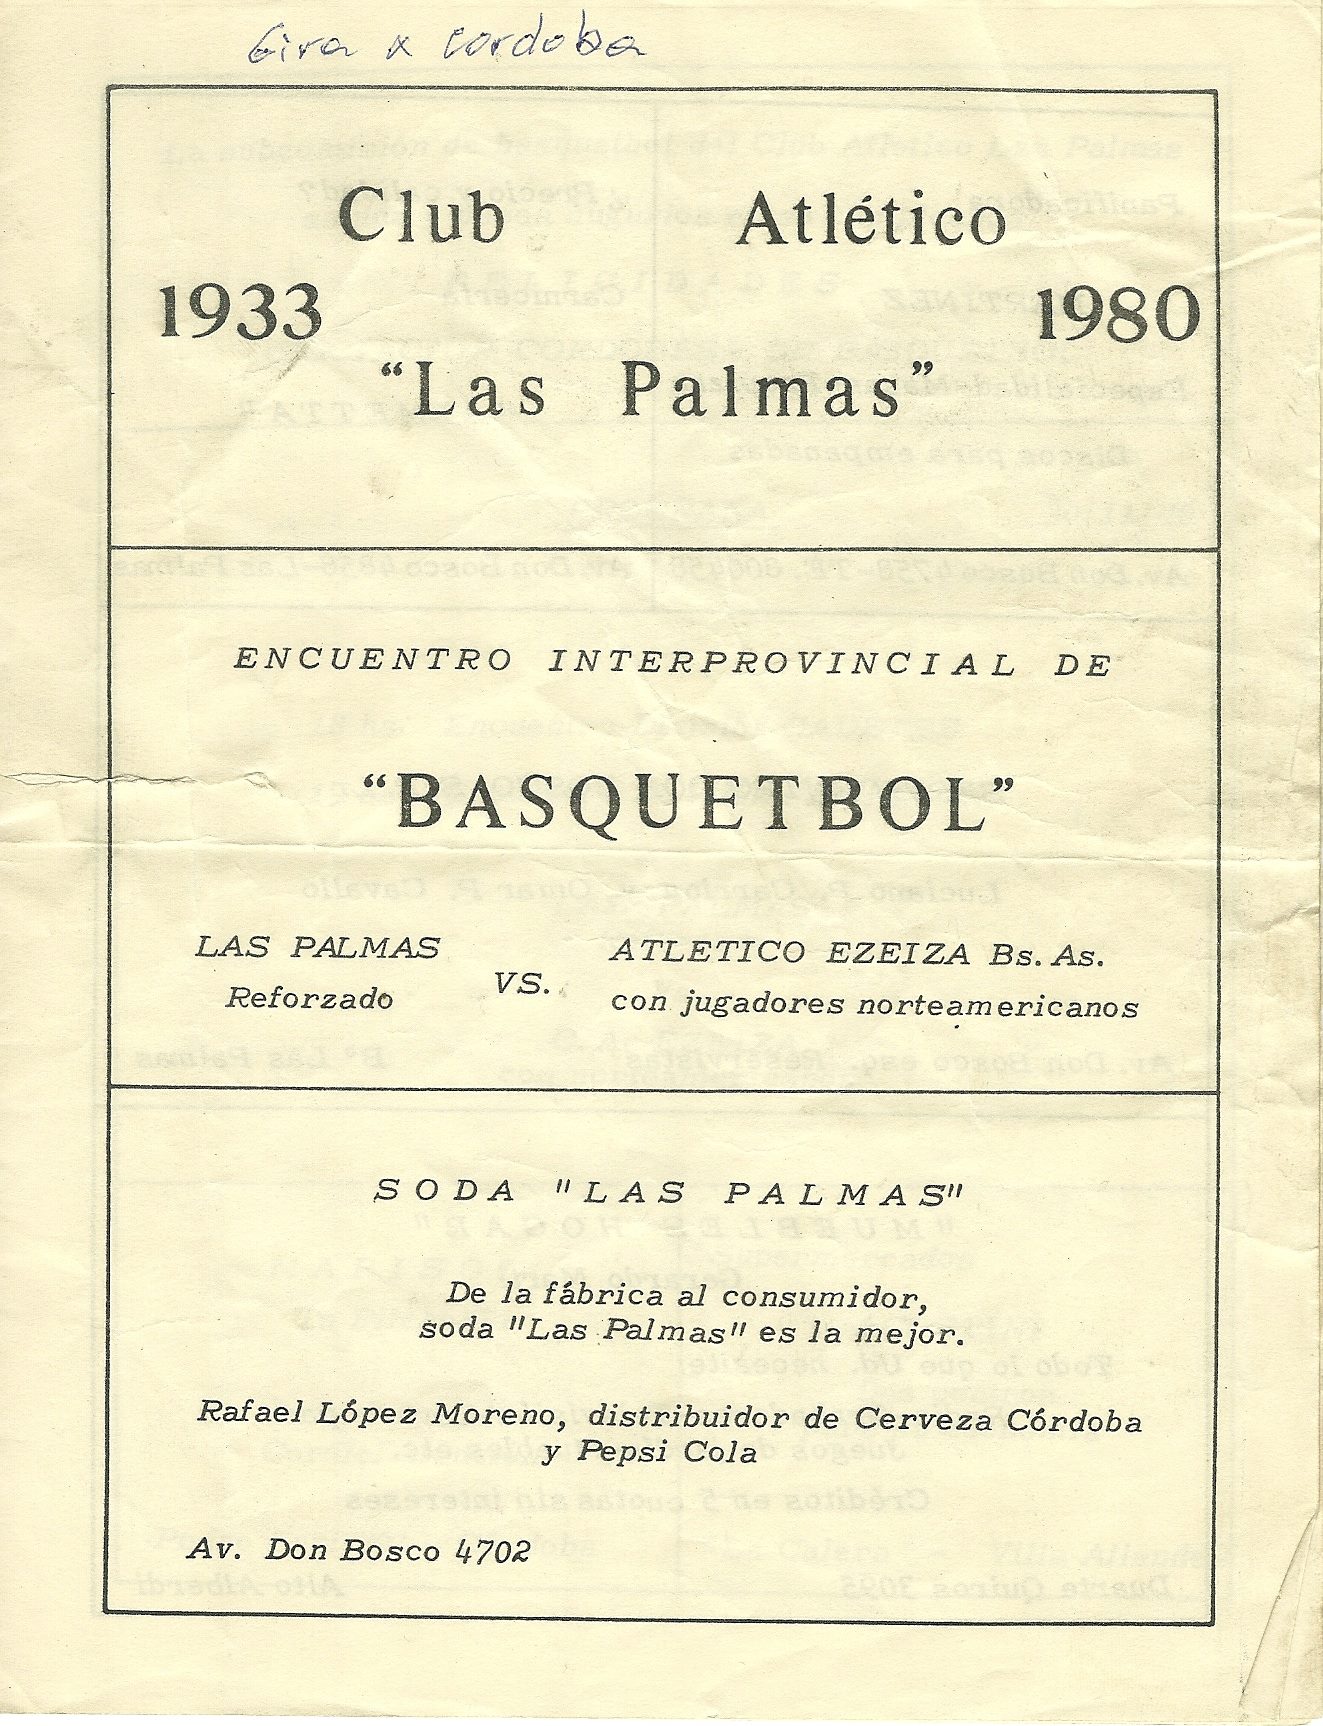 Gira x cordoba
Club Atlético
1933 1980
“Las Palmas”
ENCUENTRO INTERPROVINCIAL DE
“BASQUETBOL”
LAS PALMAS VS. ATLETICO EZEIZA Bs. As.
Reforzado con jugadores norteamericanos
SODA "LAS PALMAS"
De la fábrica al consumidor,
soda "Las Palmas" es la mejor.
Rafael López Moreno, distribuidor de Cerveza Córdoba
y Pepsi Cola
Av. Don Bosco 4702